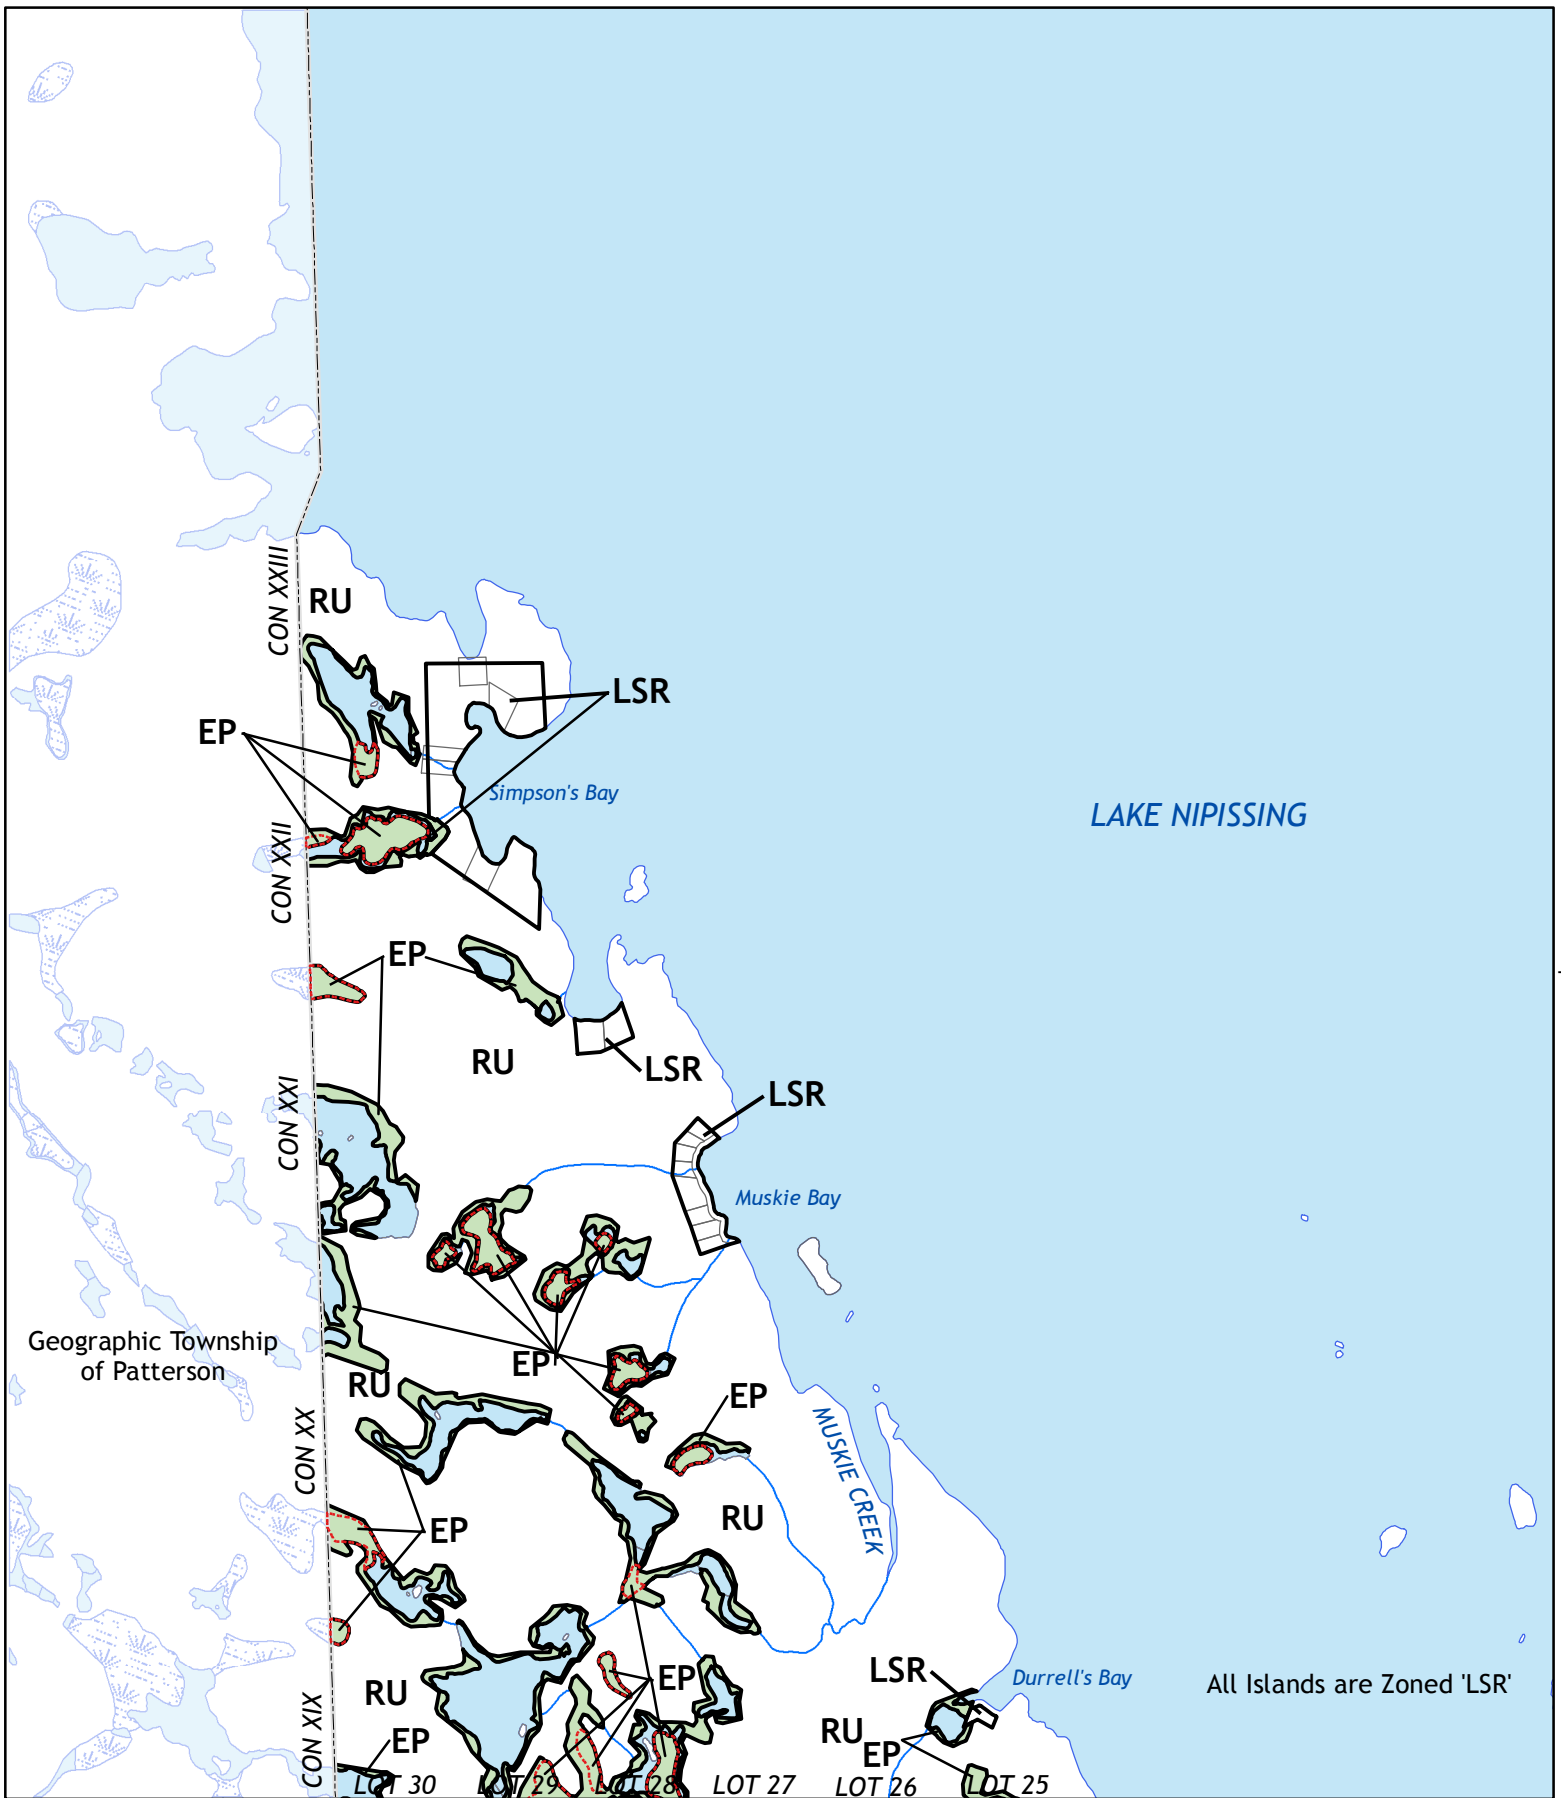 CON XXIII
RU
LSR
EP
Simpson's Bay
LAKE NIPISSING
CON XXII
EP
RU
LSR
LSR
CON XXI
Muskie Bay
Geographic Township
of Patterson
EP
RU
EP
MUSKIE CREEK
CON XX
RU
EP
LSR
Durrell's Bay
EP
All Islands are Zoned 'LSR'
RU
CON XIX
RU
EP
EP
LOT 30
LOT 29
LOT 28
LOT 27
LOT 26
LOT 25